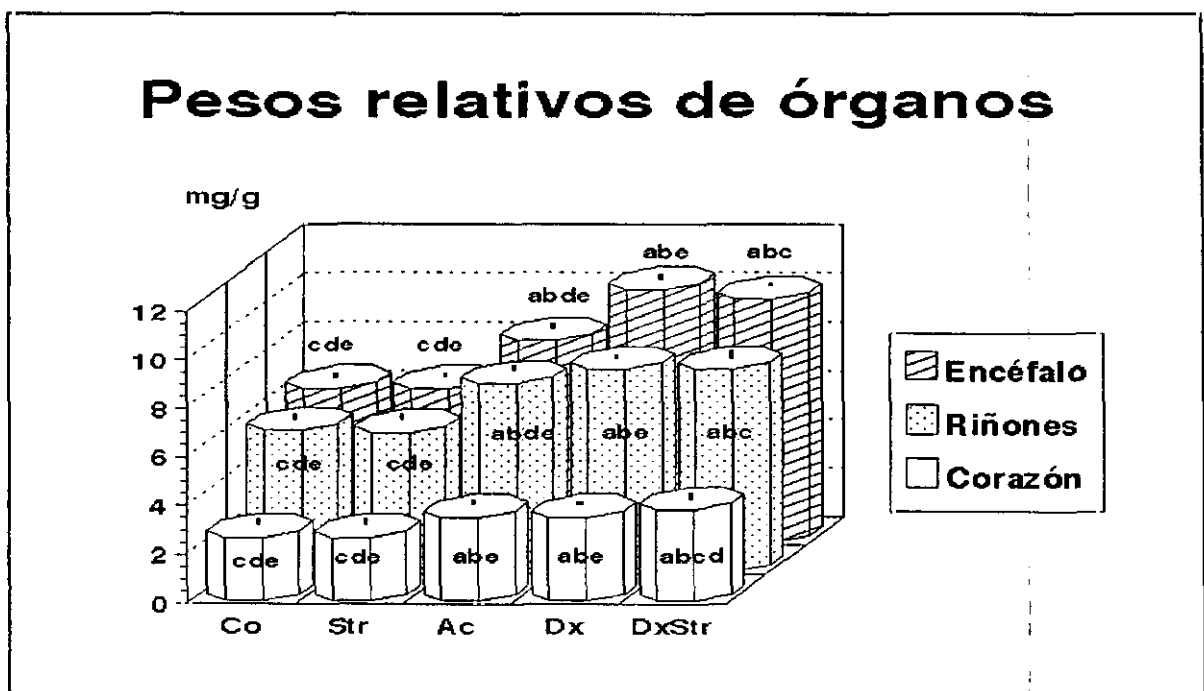 Pesos relativos de órganos
mg/g
abe abc
abde
cde cde
12
10
8
6
4
2
0
cde cde abde abe abc
cde cde abe abe abcd
Co Str Ac Dx DxStr
Encéfalo
Riñones
Corazón